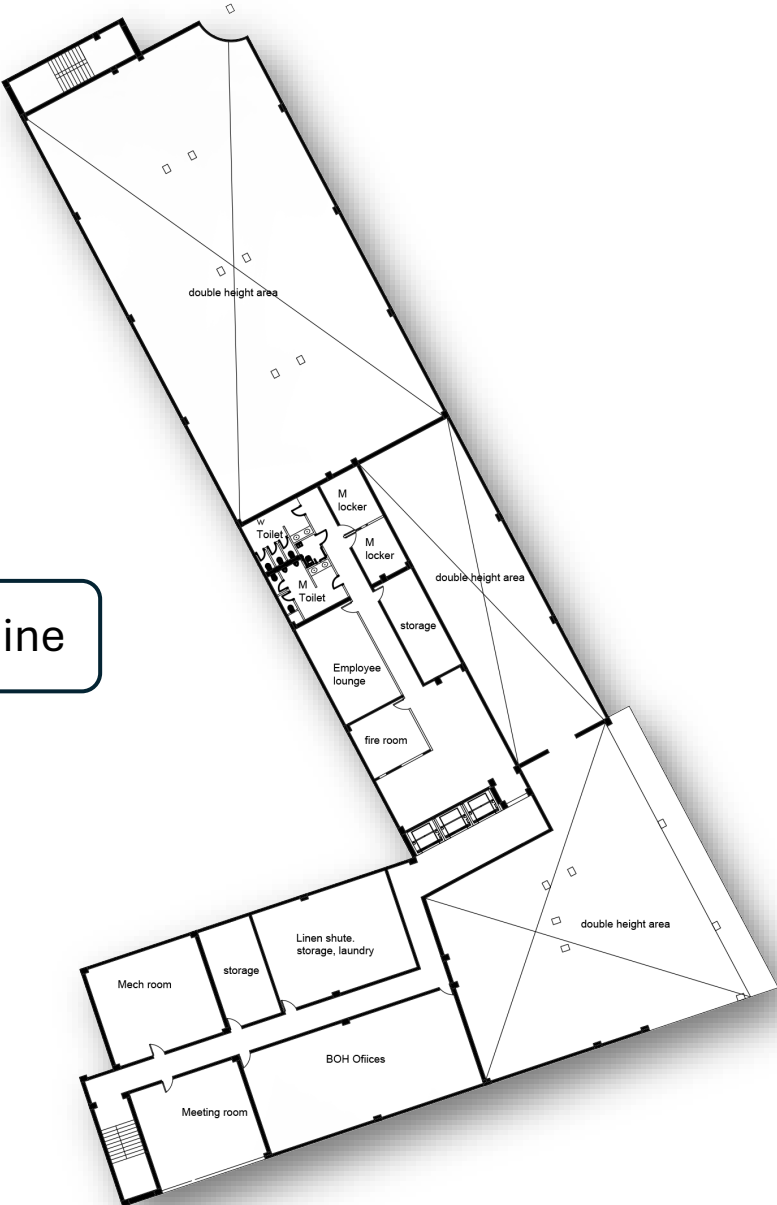 double height area
M
locker
W
Toilet
M
locker
double height area
M
Toilet
storage
ine
Employee
lounge
fire room
double height area
Linen shute.
storage, laundry
storage
Mech room
BOH Ofiices
Meeting room